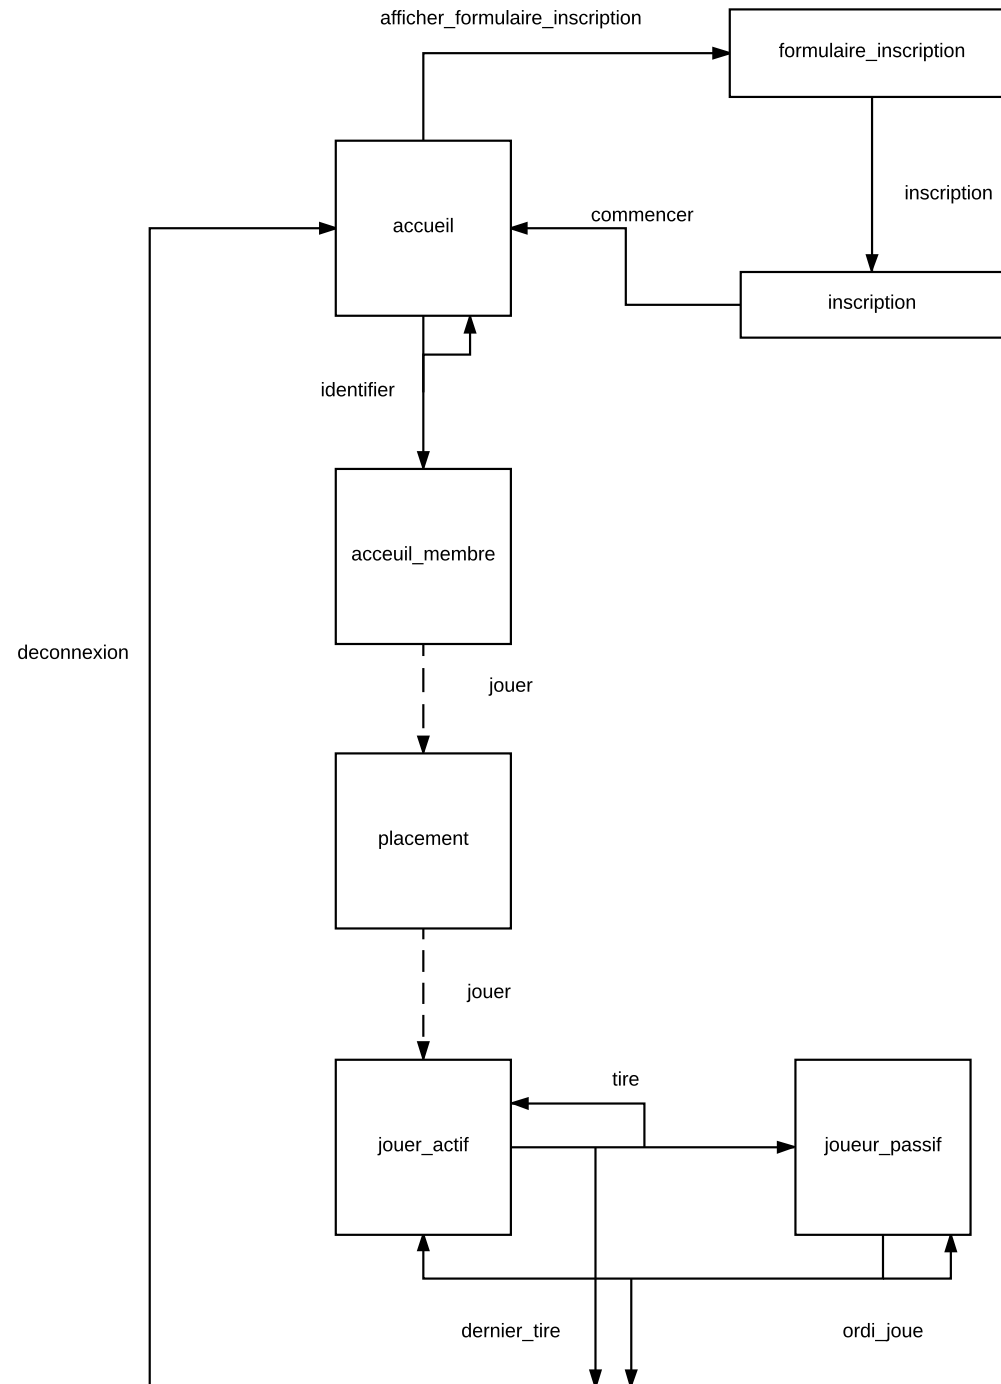 afficher_formulaire_inscription
formulaire_inscription
inscription
accueil
commencer
inscription
identifier
acceuil_membre
deconnexion
jouer
placement
jouer
tire
jouer_actif
joueur_passif
dernier_tire
ordi_joue